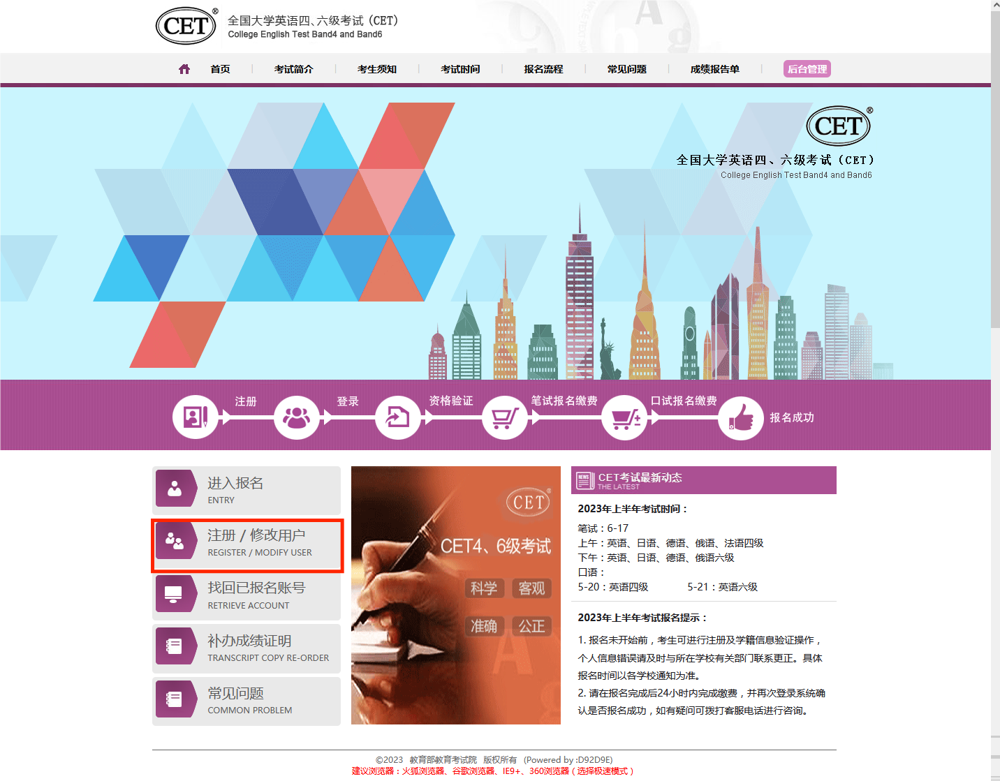 CET®
全国大学英语四、六级考试（CET）
College English Test Band4 and Band6
首页
考试简介
考生须知
考试时间
报名流程
常见问题
成绩报告单
后台管理
CET®
全国大学英语四、六级考试（CET）
College English Test Band4 and Band6
注册
登录
资格验证
笔试报名缴费
口试报名缴费
报名成功
进入报名
ENTRY
注册 / 修改用户
REGISTER / MODIFY USER
找回已报名账号
RETRIEVE ACCOUNT
补办成绩证明
TRANSCRIPT COPY RE-ORDER
常见问题
COMMON PROBLEM
CET®
CET4、6级考试
科学 客观
准确 公正
NEWS
CET考试最新动态
THE LATEST
2023年上半年考试时间：
笔试：6-17
上午：英语、日语、德语、俄语、法语四级
下午：英语、日语、德语、俄语六级
口语：
5-20：英语四级 5-21：英语六级
2023年上半年考试报名提示：
1. 报名未开始前，考生可进行注册及学籍信息验证操作，
个人信息错误请及时与所在学校有关部门联系更正。具体
报名时间以各学校通知为准。
2. 请在报名完成后24小时内完成缴费，并再次登录系统确
认是否报名成功，如有疑问可拨打客服电话进行咨询。
©2023 教育部教育考试院 版权所有 (Powered by :D92D9E)
建议浏览器：火狐浏览器、谷歌浏览器、IE9+、360浏览器（选择极速模式）